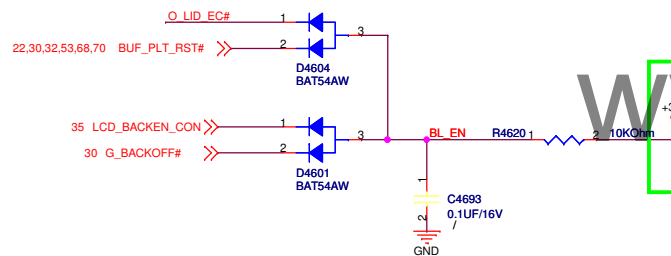 O_LID_EC#
1
3
22,30,32,53,68,70 BUF_PLT_RST#
2
D4604
BAT54AW
35 LCD_BACKEN_CON
1
3
BL_EN
R4620
1
2
10KOhm
30 G_BACKOFF#
2
D4601
BAT54AW
1
C4693
2
0.1UF/16V
/
GND
W
+3